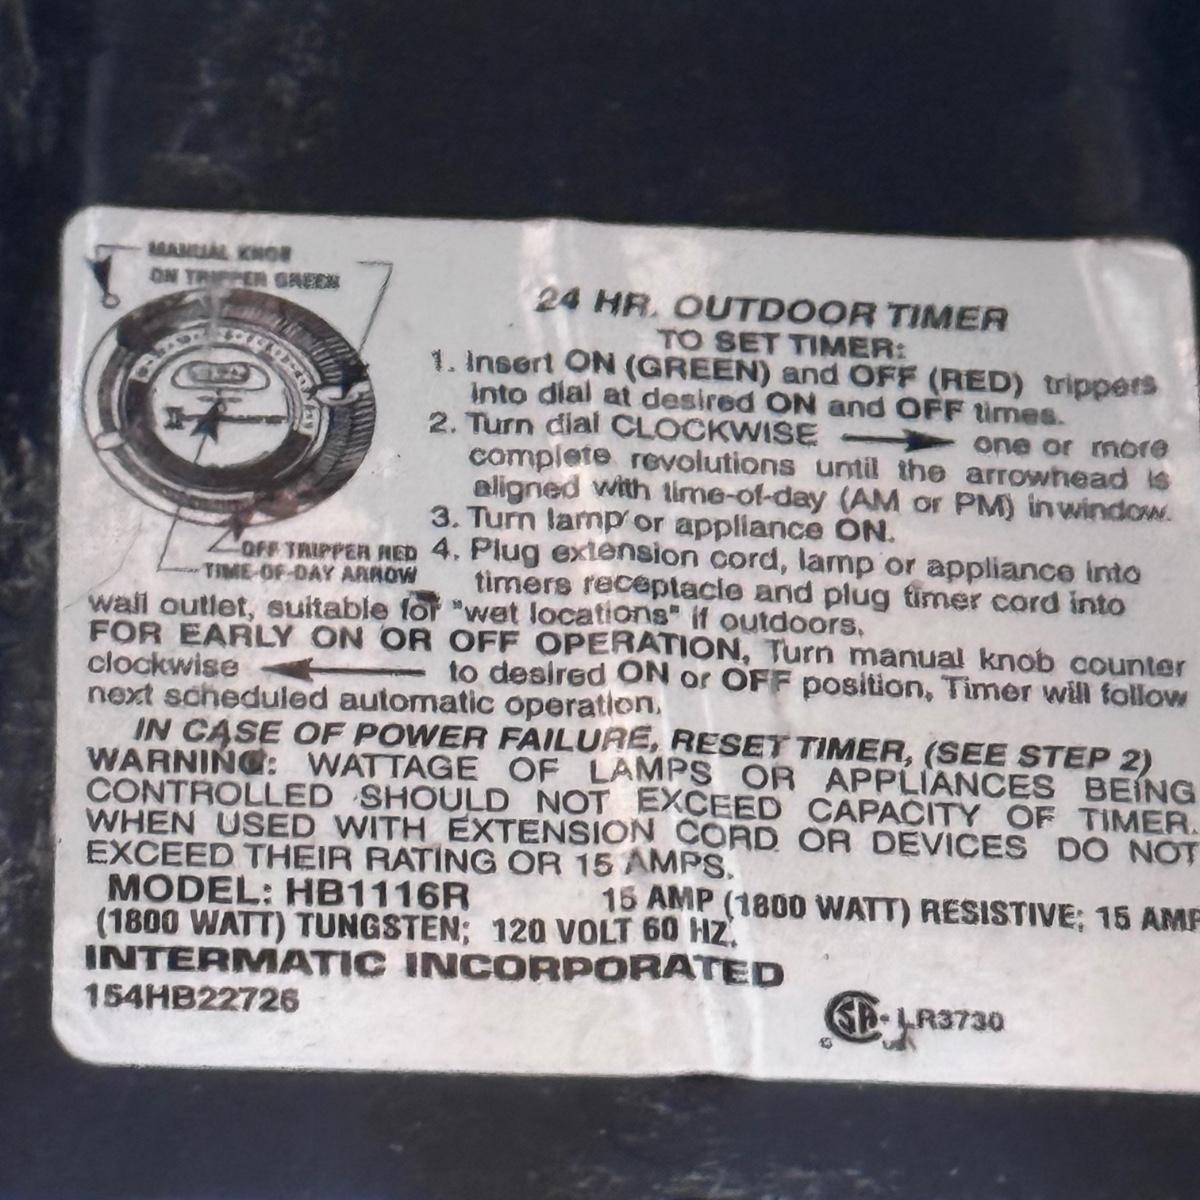 MANUAL KNOB
ON TRIPPER GREEN
OFF TRIPPER RED
TIME-OF-DAY ARROW
24 HR. OUTDOOR TIMER
TO SET TIMER:
1. Insert ON (GREEN) and OFF (RED) trippers
into dial at desired ON and OFF times.
2. Turn dial CLOCKWISE one or more
complete revolutions until the arrowhead is
aligned with time-of-day (AM or PM) in window.
3. Turn lamp or appliance ON.
4. Plug extension cord, lamp or appliance into
timers receptacle and plug timer cord into
wall outlet, suitable for "wet locations" if outdoors.
FOR EARLY ON OR OFF OPERATION, Turn manual knob counter
clockwise to desired ON or OFF position, Timer will follow
next scheduled automatic operation.
IN CASE OF POWER FAILURE, RESET TIMER, (SEE STEP 2)
WARNING: WATTAGE OF LAMPS OR APPLIANCES BEING
CONTROLLED SHOULD NOT EXCEED CAPACITY OF TIMER.
WHEN USED WITH EXTENSION CORD OR DEVICES DO NOT
EXCEED THEIR RATING OR 15 AMPS.
MODEL: HB1116R 15 AMP (1800 WATT) RESISTIVE; 15 AMP
(1800 WATT) TUNGSTEN; 120 VOLT 60 HZ.
INTERMATIC INCORPORATED
154HB22726
SA - LR3730